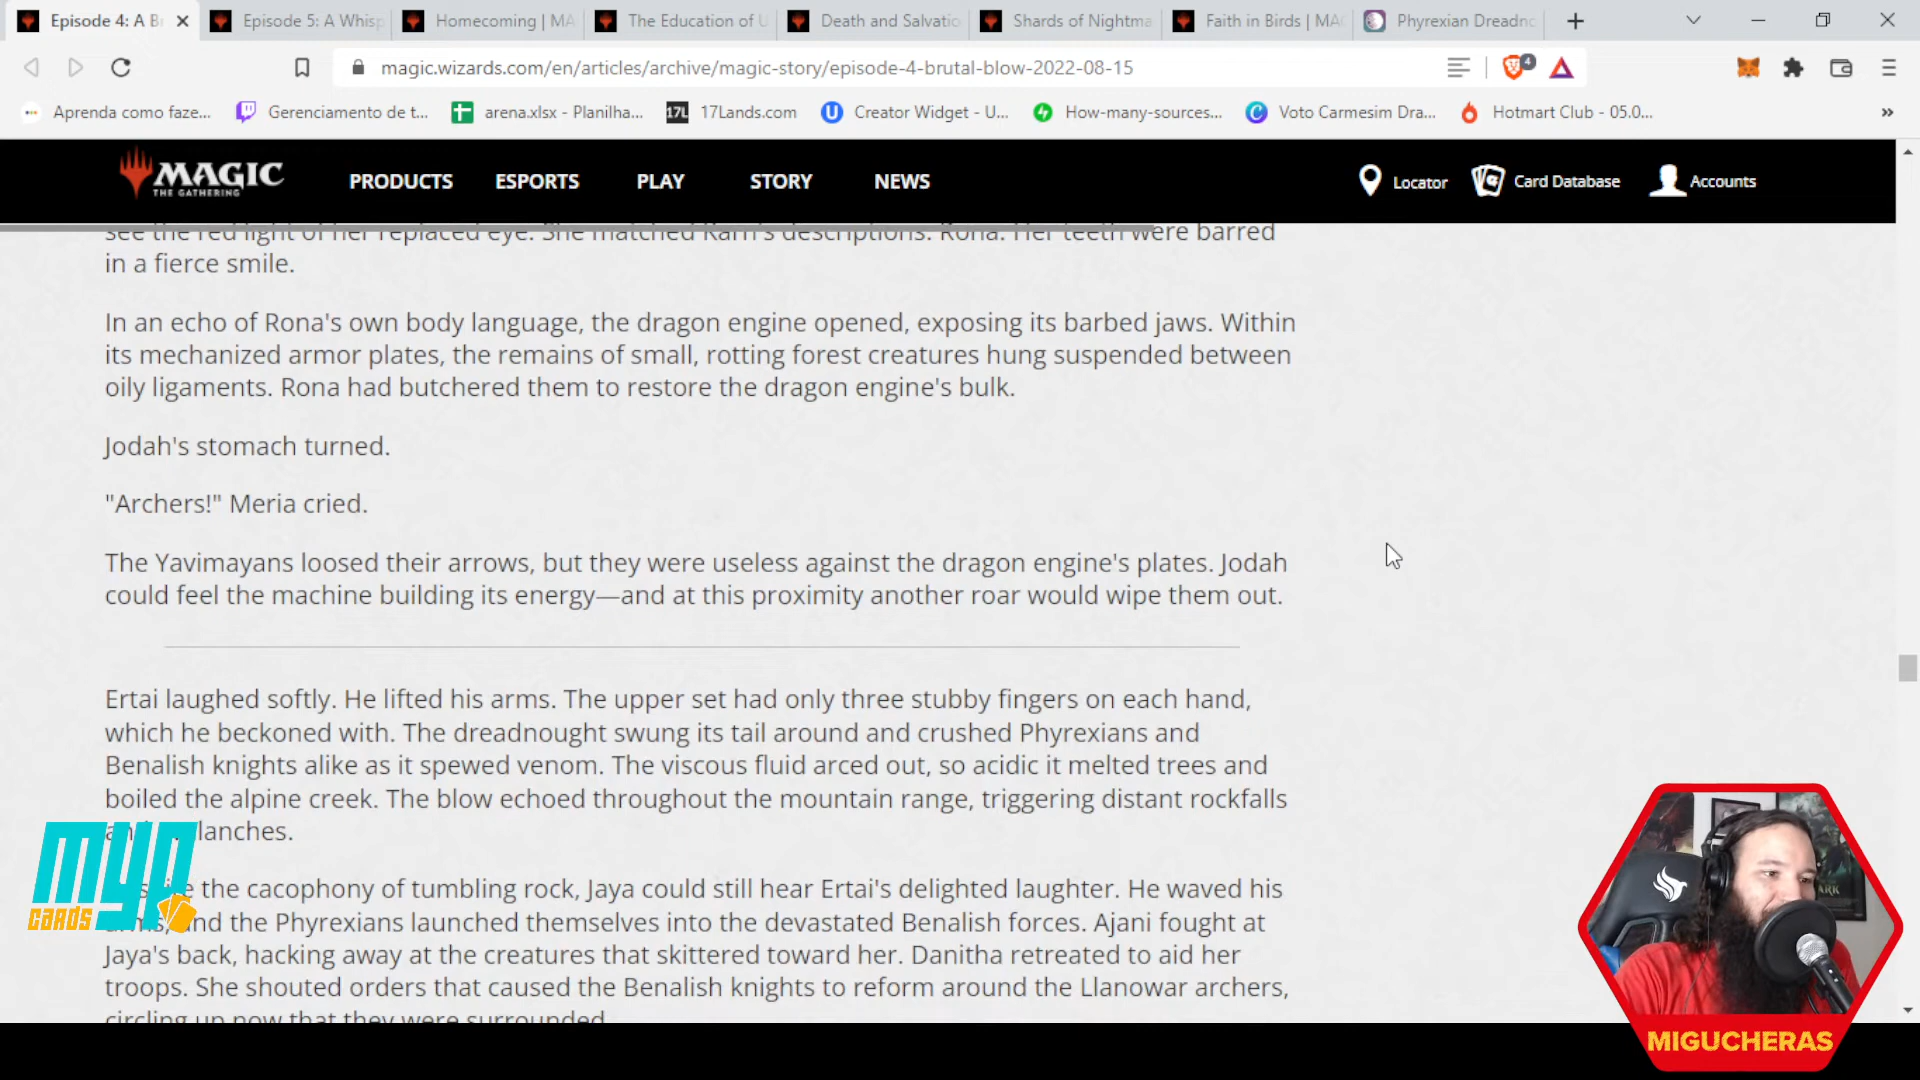 Episode 4: A Br
Episode 5: A Whisp
Homecoming | MA
The Education of U
Death and Salvatio
Shards of Nightma
Faith in Birds | MAG
Phyrexian Dreadno
magic.wizards.com/en/articles/archive/magic-story/episode-4-brutal-blow-2022-08-15
4
Aprenda como faze...
Gerenciamento de t...
arena.xlsx - Planilha...
17L 17Lands.com
Creator Widget - U...
How-many-sources...
Voto Carmesim Dra...
Hotmart Club - 05.0...
MAGIC
THE GATHERING
PRODUCTS
ESPORTS
PLAY
STORY
NEWS
Locator
Card Database
Accounts
see the red light of her replaced eye. She matched Karn's descriptions. Rona. Her teeth were barred
in a fierce smile.
In an echo of Rona's own body language, the dragon engine opened, exposing its barbed jaws. Within
its mechanized armor plates, the remains of small, rotting forest creatures hung suspended between
oily ligaments. Rona had butchered them to restore the dragon engine's bulk.
Jodah's stomach turned.
"Archers!" Meria cried.
The Yavimayans loosed their arrows, but they were useless against the dragon engine's plates. Jodah
could feel the machine building its energy—and at this proximity another roar would wipe them out.
Ertai laughed softly. He lifted his arms. The upper set had only three stubby fingers on each hand,
which he beckoned with. The dreadnought swung its tail around and crushed Phyrexians and
Benalish knights alike as it spewed venom. The viscous fluid arced out, so acidic it melted trees and
boiled the alpine creek. The blow echoed throughout the mountain range, triggering distant rockfalls
lanches.
the cacophony of tumbling rock, Jaya could still hear Ertai's delighted laughter. He waved his
and the Phyrexians launched themselves into the devastated Benalish forces. Ajani fought at
Jaya's back, hacking away at the creatures that skittered toward her. Danitha retreated to aid her
troops. She shouted orders that caused the Benalish knights to reform around the Llanowar archers,
circling up now that they were surrounded.
myp
cards
MIGUCHERAS